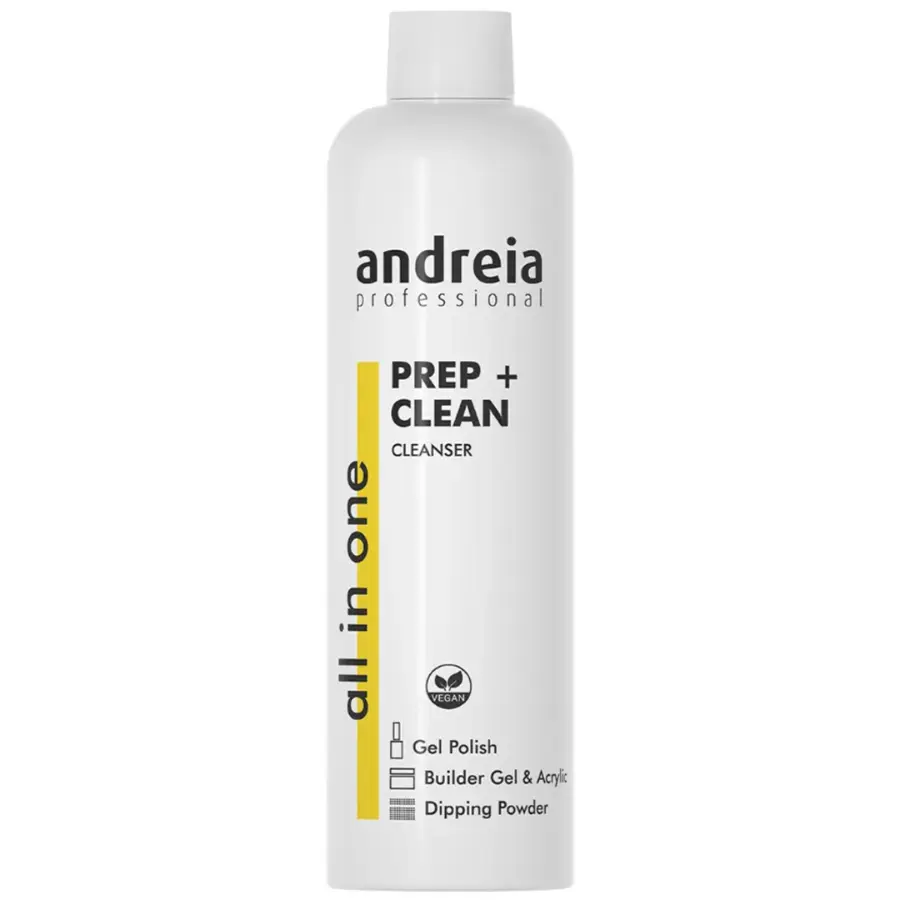 andreia
professional
PREP +
CLEAN
CLEANSER
all in one
VEGAN
Gel Polish
Builder Gel & Acrylic
Dipping Powder